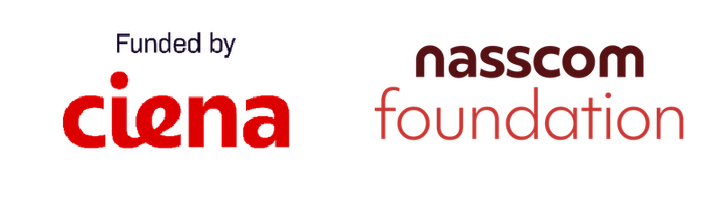 Funded by
ciena
nasscom
foundation